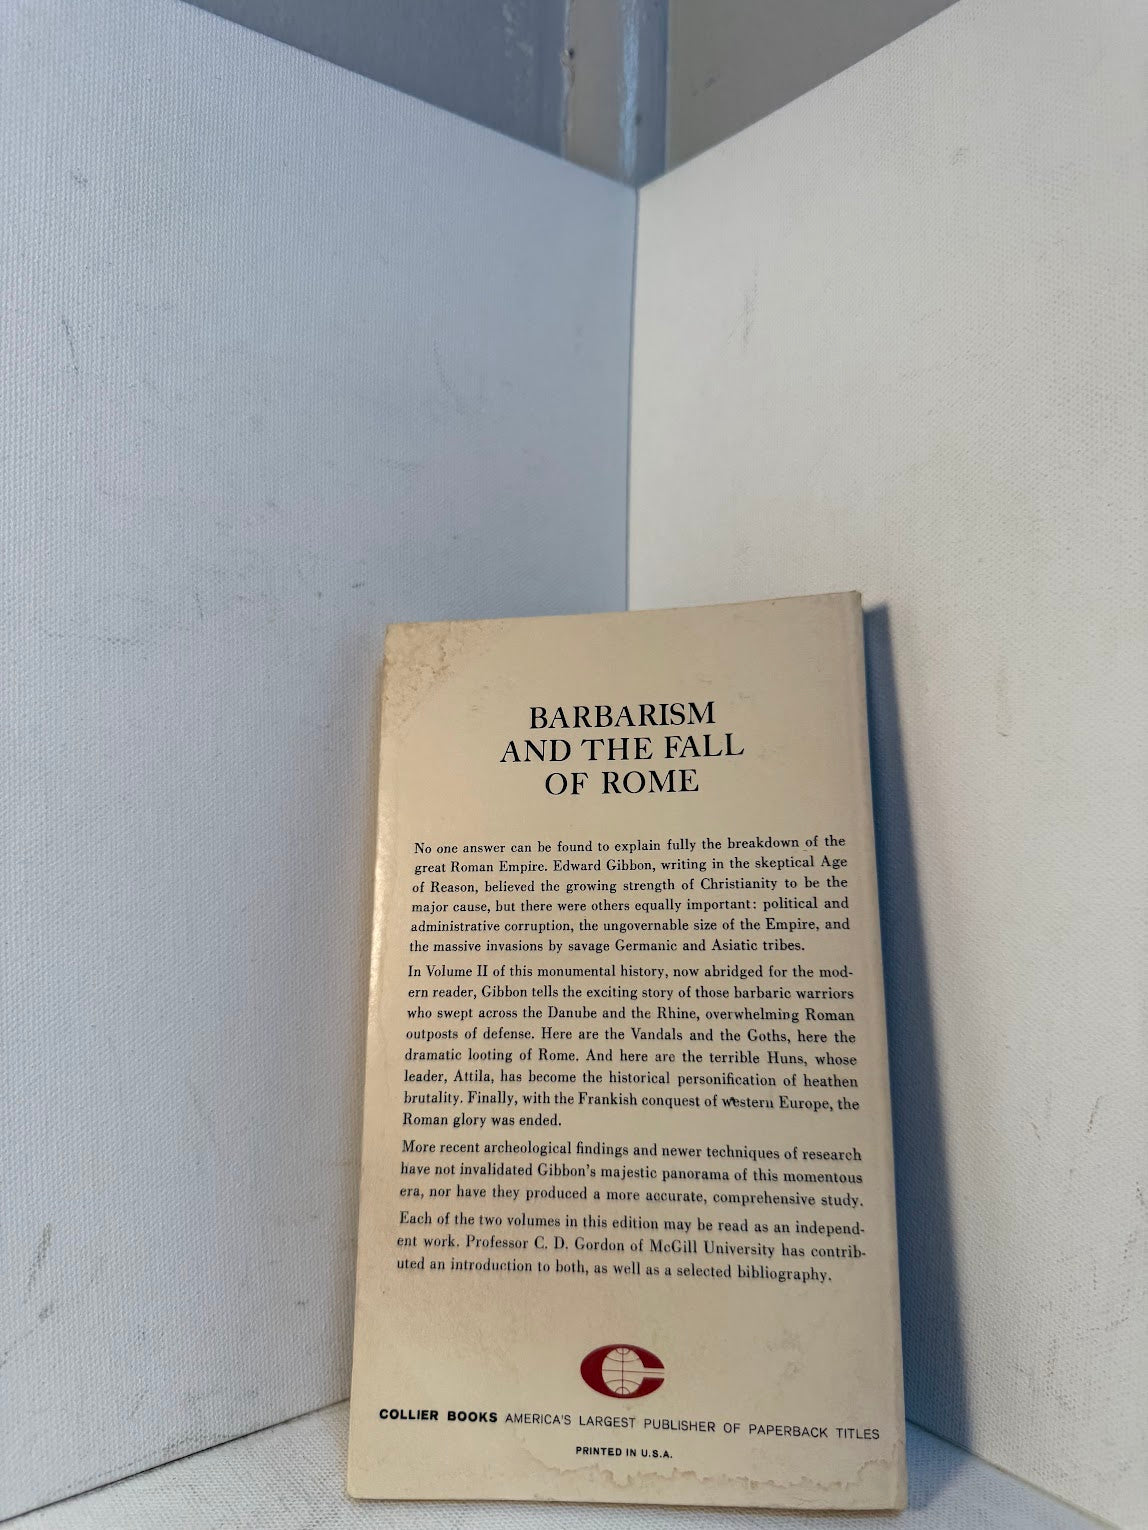 BARBARISM
AND THE FALL
OF ROME
No one answer can be found to explain fully the breakdown of the
great Roman Empire. Edward Gibbon, writing in the skeptical Age
of Reason, believed the growing strength of Christianity to be the
major cause, but there were others equally important: political and
administrative corruption, the ungovernable size of the Empire, and
the massive invasions by savage Germanic and Asiatic tribes.
In Volume II of this monumental history, now abridged for the mod-
ern reader, Gibbon tells the exciting story of those barbaric warriors
who swept across the Danube and the Rhine, overwhelming Roman
outposts of defense. Here are the Vandals and the Goths, here the
dramatic looting of Rome. And here are the terrible Huns, whose
leader, Attila, has become the historical personification of heathen
brutality. Finally, with the Frankish conquest of western Europe, the
Roman glory was ended.
More recent archeological findings and newer techniques of research
have not invalidated Gibbon's majestic panorama of this momentous
era, nor have they produced a more accurate, comprehensive study.
Each of the two volumes in this edition may be read as an independ-
ent work. Professor C. D. Gordon of McGill University has contrib-
uted an introduction to both, as well as a selected bibliography.
COLLIER BOOKS AMERICA'S LARGEST PUBLISHER OF PAPERBACK TITLES
PRINTED IN U.S.A.